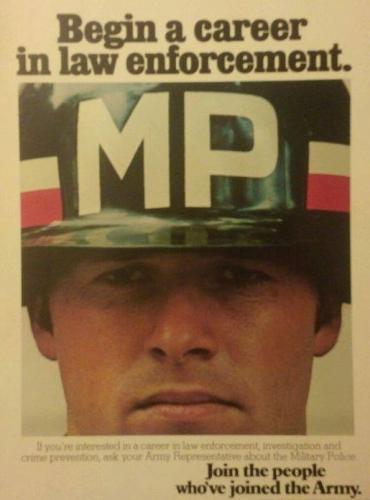 Begin a career
in law enforcement.
MP
If you're interested in a career in law enforcement, investigation and
crime prevention, ask your Army Representative about the Military Police.
Join the people
who've joined the Army.